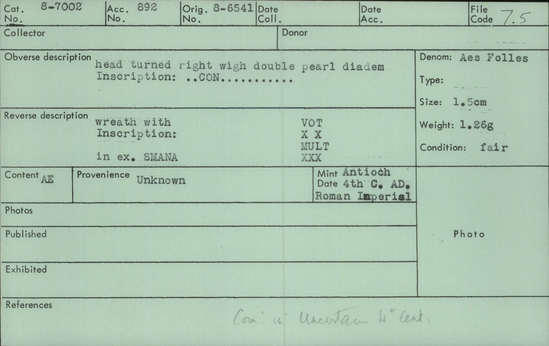 Cat. No. 8-7002 Acc. No. 892 Orig. No. 8-6541 Date Coll. Date Acc. File Code 7.5
Collector Donor
Obverse description head turned right wigh double pearl diadem
Inscription: ..CON...........
Denom: Aes Folles
Type:
Size: 1.5cm
Weight: 1.26g
Condition: fair
Reverse description wreath with VOT
Inscription: X X
MULT
in ex. SMANA XXX
Content AE Provenience Unknown Mint Antioch
Date 4th C. AD.
Roman Imperial
Photos
Published
Photo
Exhibited
References
Uncertain 4" Cent.